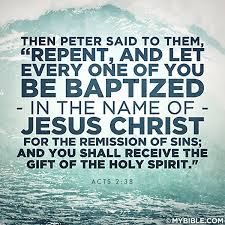 THEN PETER SAID TO THEM,
“REPENT, AND LET
EVERY ONE OF YOU
BE BAPTIZED
- IN THE NAME OF -
JESUS CHRIST
FOR THE REMISSION OF SINS;
AND YOU SHALL RECEIVE THE
GIFT OF THE HOLY SPIRIT.”
ACTS 2:38
©MYBIBLE.COM